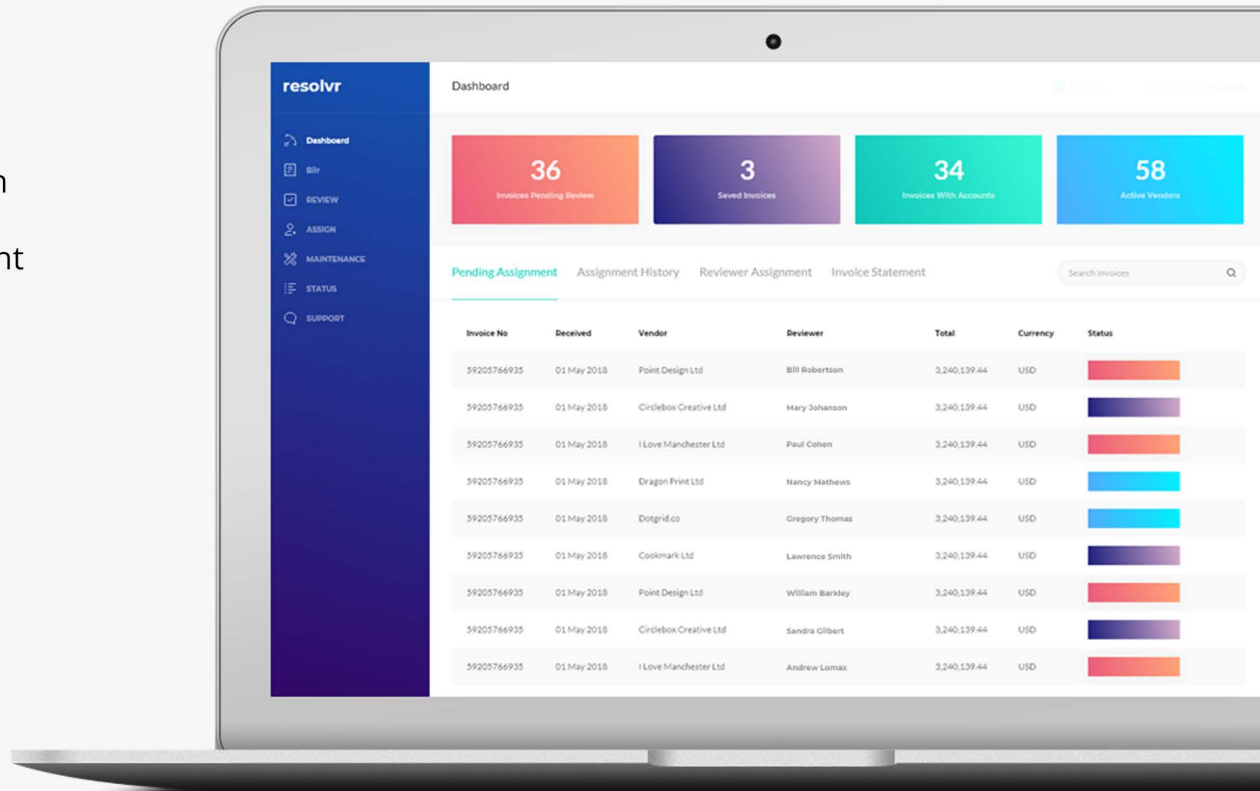 n
nt
resolvr
Dashboard
Dashboard
Bilr
REVIEW
ASSIGN
MAINTENANCE
STATUS
SUPPORT
36
Invoices Pending Review
3
Seved Invoices
34
Invoices With Accounts
58
Active Vendors
Pending Assignment Assignment History Reviewer Assignment Invoice Statement Search Invoices
Invoice No Received Vendor Reviewer Total Currency Status
59205766935 01 May 2018 Point Design Ltd Bill Robertson 3,240,139.44 USD
59205766935 01 May 2018 Circlebox Creative Ltd Mary Johanson 3,240,139.44 USD
59205766935 01 May 2018 I Love Manchester Ltd Paul Cohen 3,240,139.44 USD
59205766935 01 May 2018 Dragon Print Ltd Nancy Mathews 3,240,139.44 USD
59205766935 01 May 2018 Dotgrid.co Gregory Thomas 3,240,139.44 USD
59205766935 01 May 2018 Cookmark Ltd Lawrence Smith 3,240,139.44 USD
59205766935 01 May 2018 Point Design Ltd William Barkley 3,240,139.44 USD
59205766935 01 May 2018 Circlebox Creative Ltd Sandra Gilbert 3,240,139.44 USD
59205766935 01 May 2018 I Love Manchester Ltd Andrew Lomax 3,240,139.44 USD